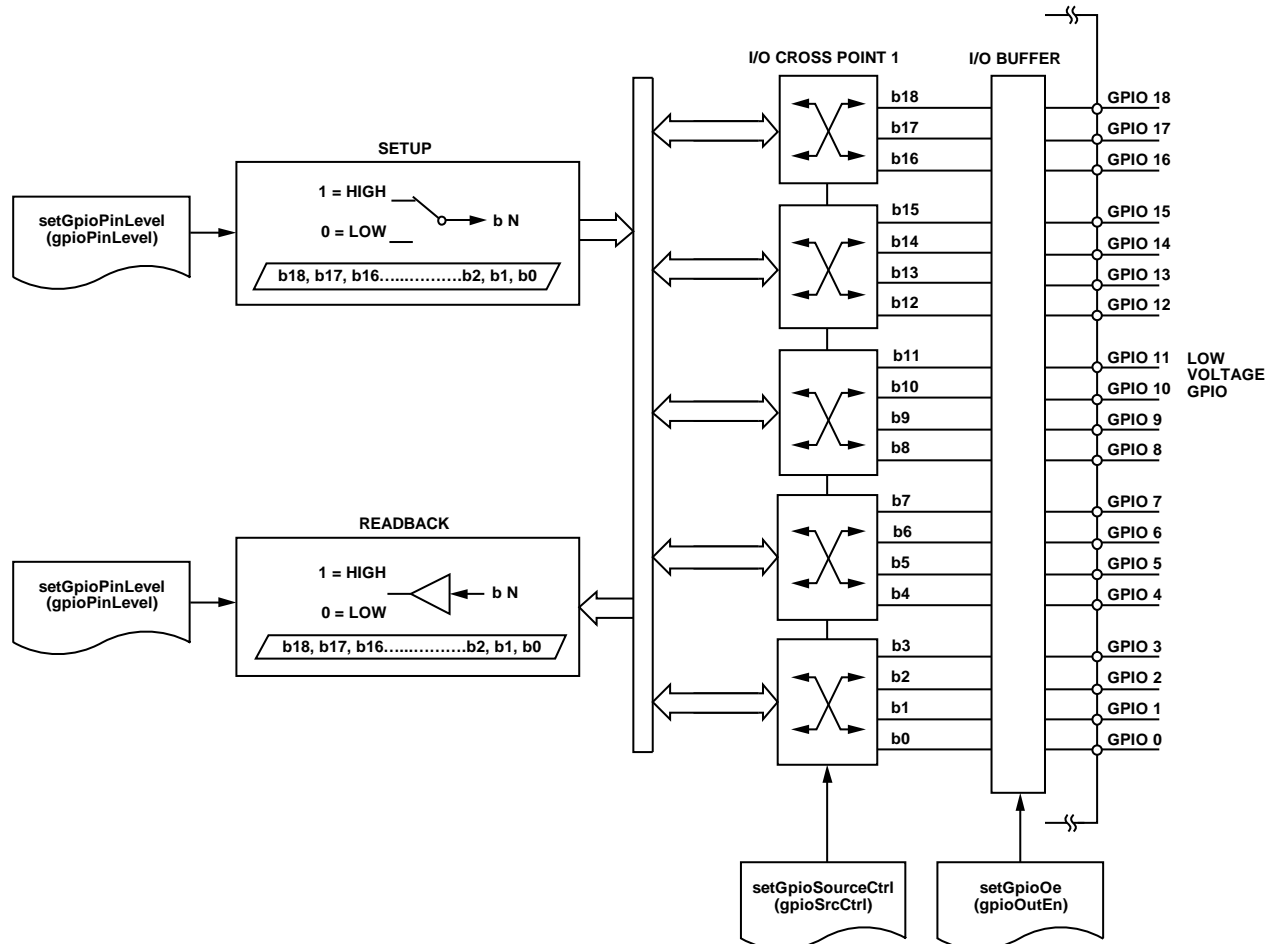 I/O CROSS POINT 1
I/O BUFFER
SETUP
1 = HIGH
0 = LOW
b N
b18, b17, b16................b2, b1, b0
setGpioPinLevel
(gpioPinLevel)
READBACK
1 = HIGH
0 = LOW
b N
b18, b17, b16................b2, b1, b0
setGpioPinLevel
(gpioPinLevel)
b18
b17
b16
b15
b14
b13
b12
b11
b10
b9
b8
b7
b6
b5
b4
b3
b2
b1
b0
GPIO 18
GPIO 17
GPIO 16
GPIO 15
GPIO 14
GPIO 13
GPIO 12
GPIO 11
GPIO 10
GPIO 9
GPIO 8
GPIO 7
GPIO 6
GPIO 5
GPIO 4
GPIO 3
GPIO 2
GPIO 1
GPIO 0
LOW
VOLTAGE
GPIO
setGpioSourceCtrl
(gpioSrcCtrl)
setGpioOe
(gpioOutEn)